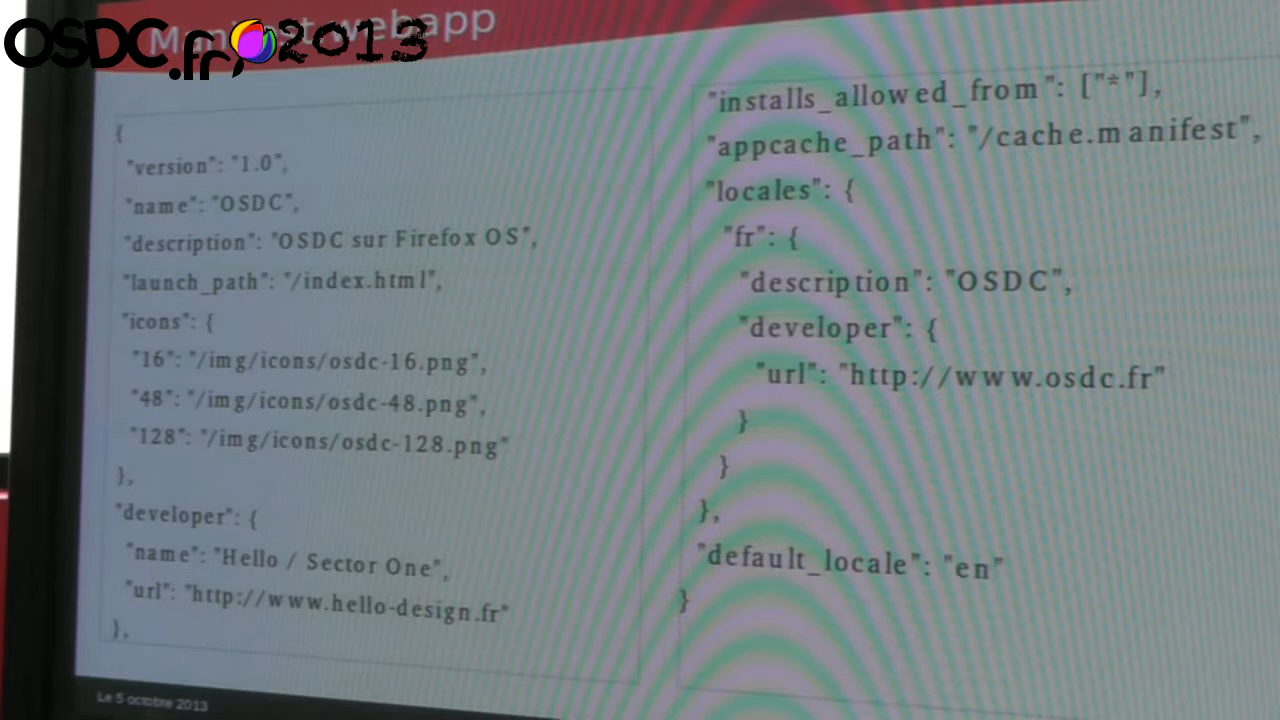 OSDC.fr 2013
Manifest webapp
{
"version": "1.0",
"name": "OSDC",
"description": "OSDC sur Firefox OS",
"launch_path": "/index.html",
"icons": {
"16": "/img/icons/osdc-16.png",
"48": "/img/icons/osdc-48.png",
"128": "/img/icons/osdc-128.png"
},
"developer": {
"name": "Hello / Sector One",
"url": "http://www.hello-design.fr"
},
"installs_allowed_from": ["*"],
"appcache_path": "/cache.manifest",
"locales": {
"fr": {
"description": "OSDC",
"developer": {
"url": "http://www.osdc.fr"
}
}
},
"default_locale": "en"
}
Le 5 octobre 2013